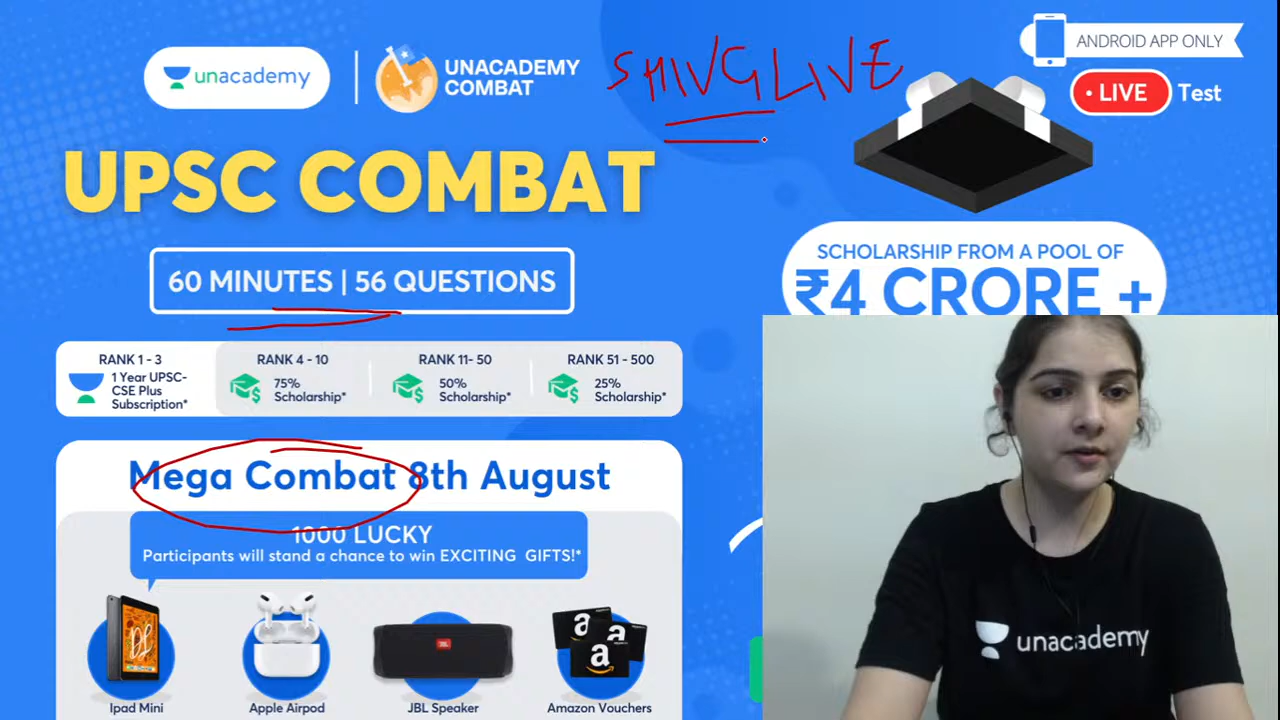 unacademy
UNACADEMY
COMBAT
SHIVGLIVE
ANDROID APP ONLY
• LIVE Test
UPSC COMBAT
60 MINUTES | 56 QUESTIONS
SCHOLARSHIP FROM A POOL OF
₹4 CRORE +
RANK 1 - 3
1 Year UPSC-
CSE Plus
Subscription*
RANK 4 - 10
75%
Scholarship*
RANK 11- 50
50%
Scholarship*
RANK 51 - 500
25%
Scholarship*
Mega Combat 8th August
1000 LUCKY
Participants will stand a chance to win EXCITING GIFTS!*
DL
JBL
a
a
a
Ipad Mini
Apple Airpod
JBL Speaker
Amazon Vouchers
unacademy